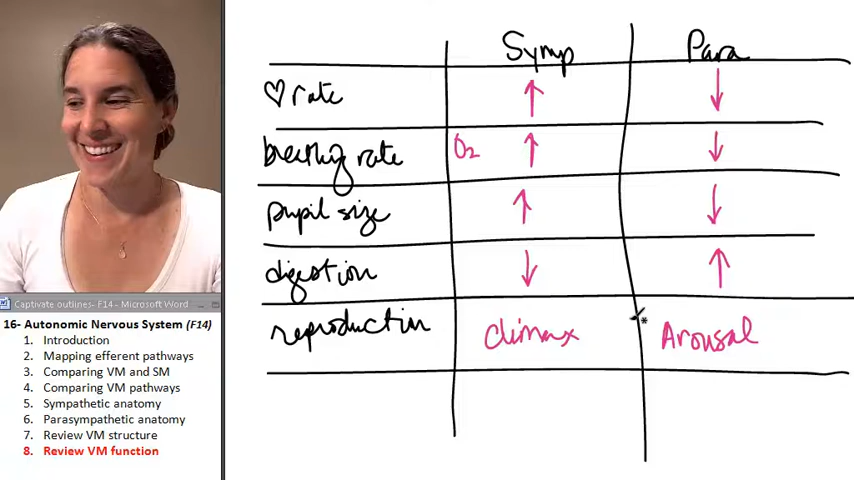 Symp Para
♡ rate ↑ ↓
breathing rate O2 ↑ ↓
pupil size ↑ ↓
digestion ↓ ↑
reproduction Climax Arousal
Captivate outlines- F14 - Microsoft Word
16- Autonomic Nervous System (F14)
1. Introduction
2. Mapping efferent pathways
3. Comparing VM and SM
4. Comparing VM pathways
5. Sympathetic anatomy
6. Parasympathetic anatomy
7. Review VM structure
8. Review VM function